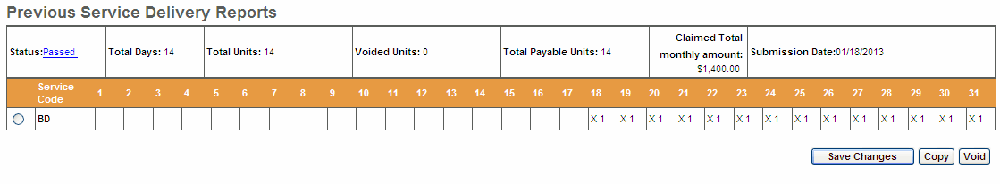 Previous Service Delivery Reports
Status:Passed Total Days: 14 Total Units: 14 Voided Units: 0 Total Payable Units: 14 Claimed Total monthly amount: $1,400.00 Submission Date:01/18/2013
Service Code 1 2 3 4 5 6 7 8 9 10 11 12 13 14 15 16 17 18 19 20 21 22 23 24 25 26 27 28 29 30 31
BD X 1 X 1 X 1 X 1 X 1 X 1 X 1 X 1 X 1 X 1 X 1 X 1 X 1 X 1
Save Changes Copy Void